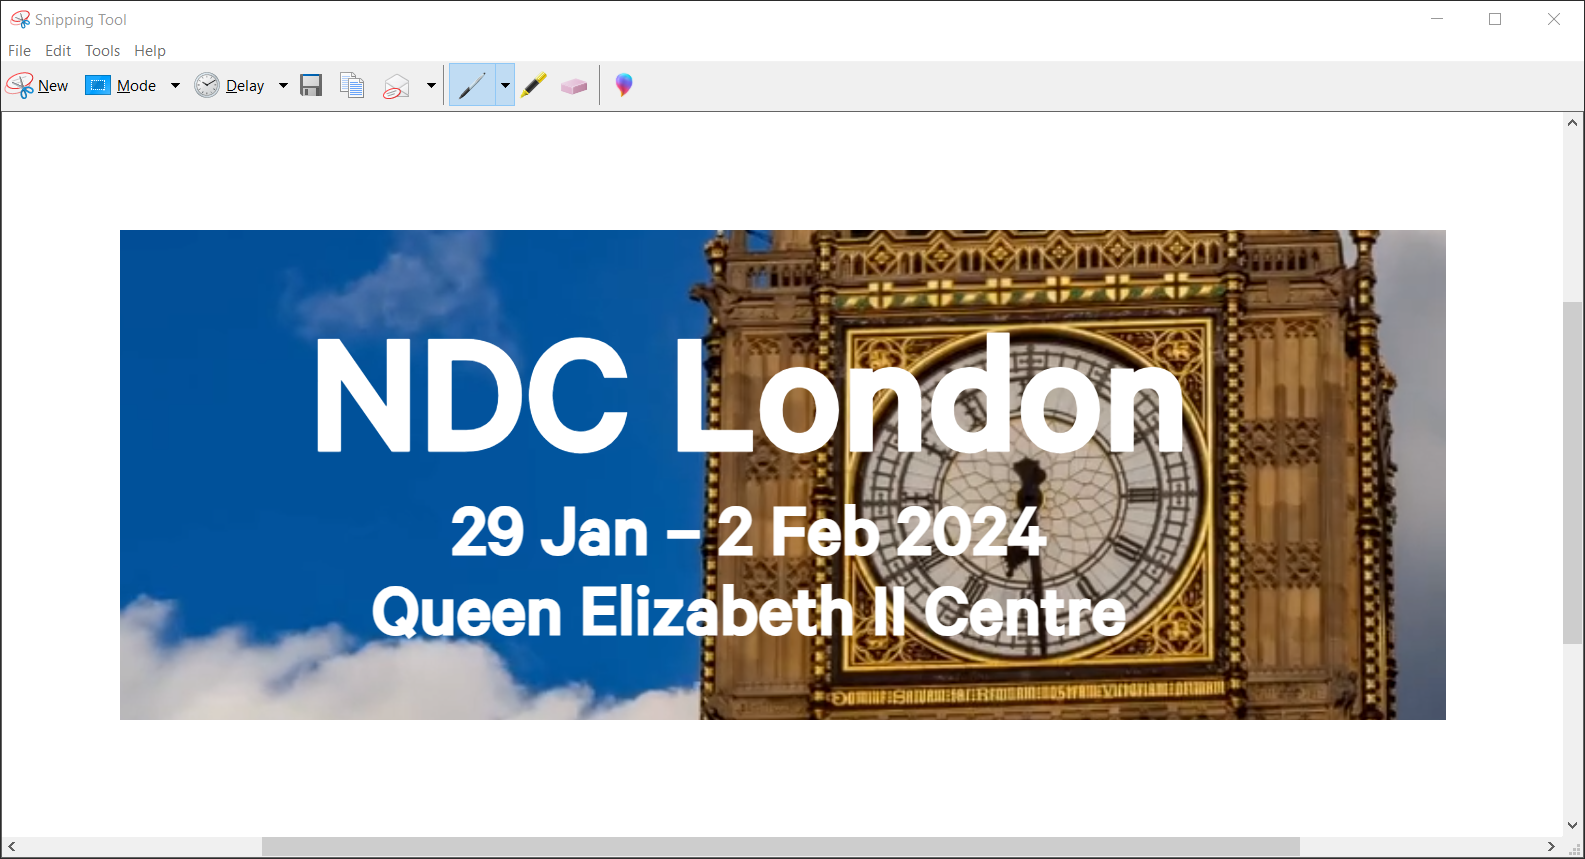 Snipping Tool
File Edit Tools Help
New Mode Delay
NDC London
29 Jan – 2 Feb 2024
Queen Elizabeth II Centre